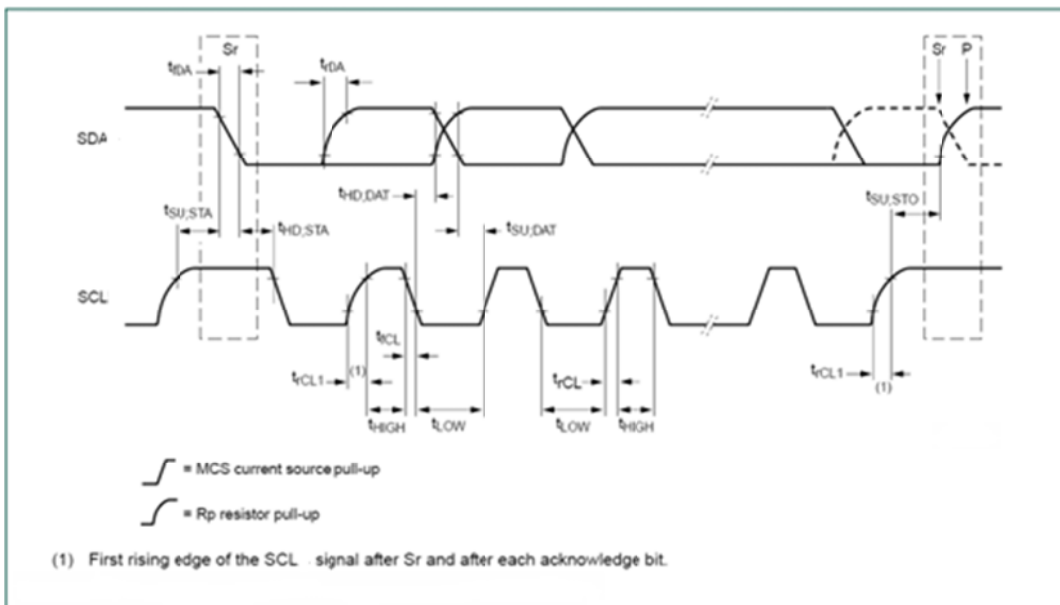 Sr
Sr P
tfDA
trDA
SDA
tHD;DAT
tSU;STA
tHD;STA
tSU;DAT
tSU;STO
SCL
tfCL
trCL1 (1)
trCL
trCL1
(1)
tHIGH
tLOW
tLOW
tHIGH
= MCS current source pull-up
= Rp resistor pull-up
(1) First rising edge of the SCL signal after Sr and after each acknowledge bit.